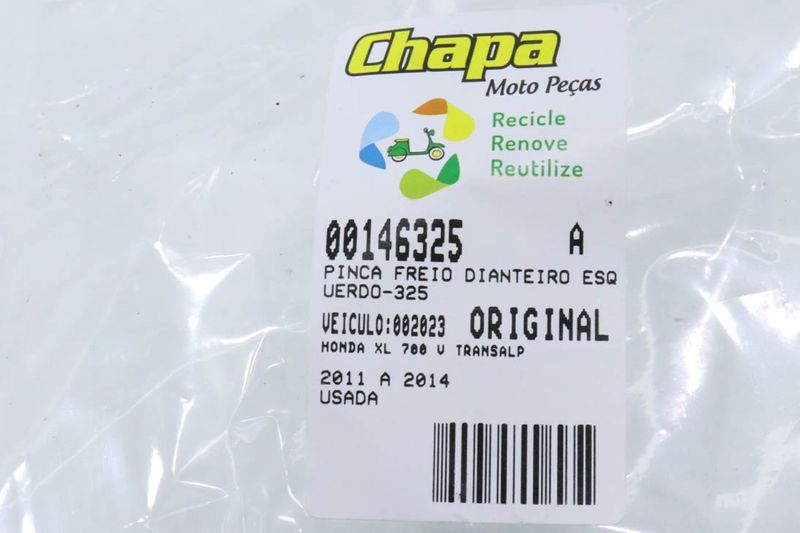 Chapa
Moto Peças
Recicle
Renove
Reutilize
00146325 A
PINCA FREIO DIANTEIRO ESQ
UERDO-325
VEICULO:002023 ORIGINAL
HONDA XL 700 V TRANSALP
2011 A 2014
USADA